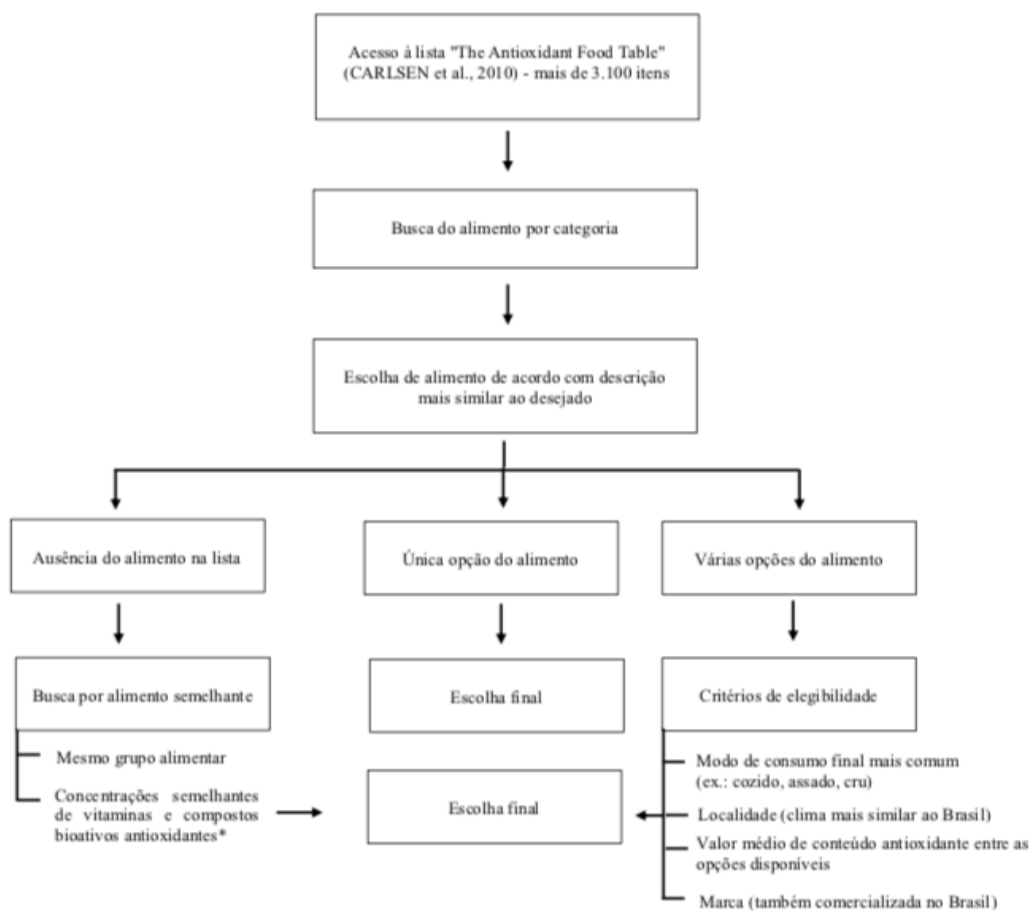 Acesso à lista "The Antioxidant Food Table"
(CARLSEN et al., 2010) - mais de 3.100 itens
Busca do alimento por categoria
Escolha de alimento de acordo com descrição
mais similar ao desejado
Ausência do alimento na lista
Única opção do alimento
Várias opções do alimento
Busca por alimento semelhante
Escolha final
Critérios de elegibilidade
Mesmo grupo alimentar
Concentrações semelhantes
de vitaminas e compostos
bioativos antioxidantes*
Escolha final
Modo de consumo final mais comum
(ex.: cozido, assado, cru)
Localidade (clima mais similar ao Brasil)
Valor médio de conteúdo antioxidante entre as
opções disponíveis
Marca (também comercializada no Brasil)